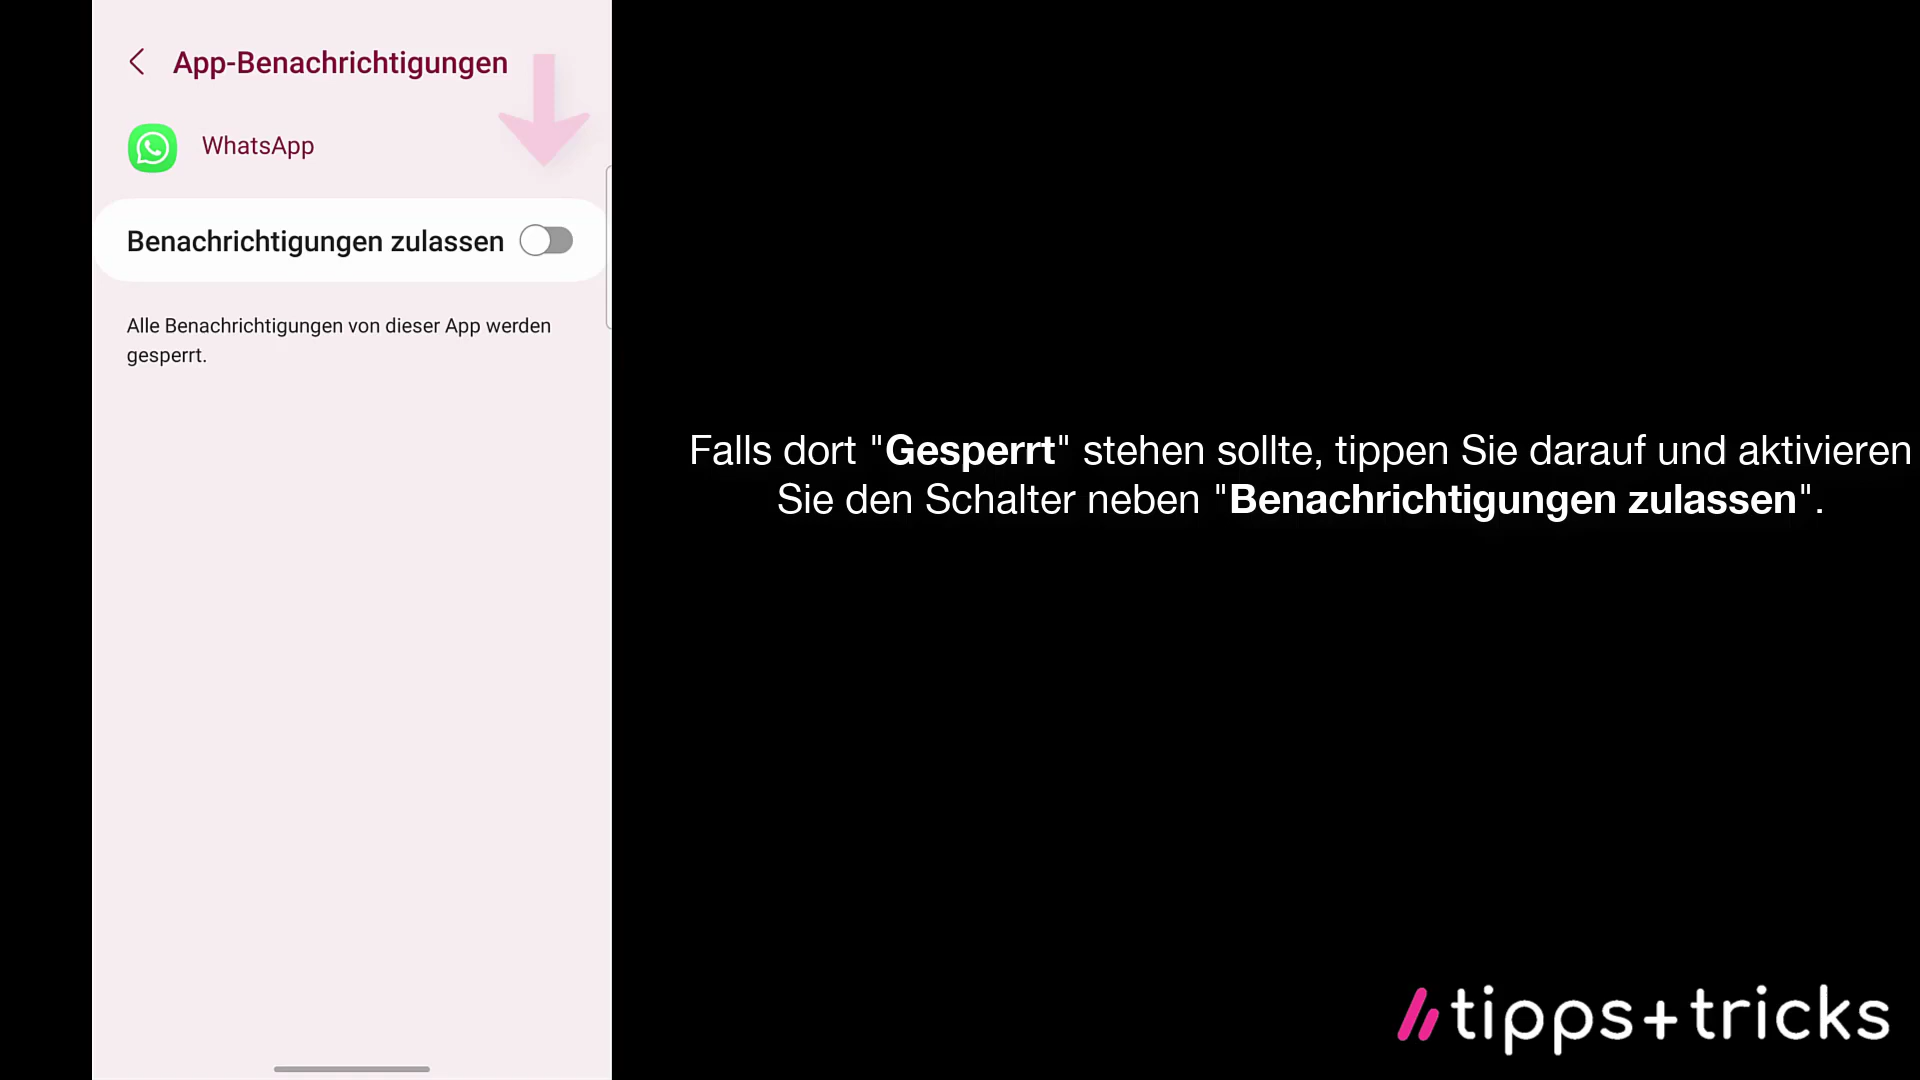 App-Benachrichtigungen
WhatsApp
Benachrichtigungen zulassen
Alle Benachrichtigungen von dieser App werden
gesperrt.
Falls dort "Gesperrt" stehen sollte, tippen Sie darauf und aktivieren
Sie den Schalter neben "Benachrichtigungen zulassen".
tipps+tricks